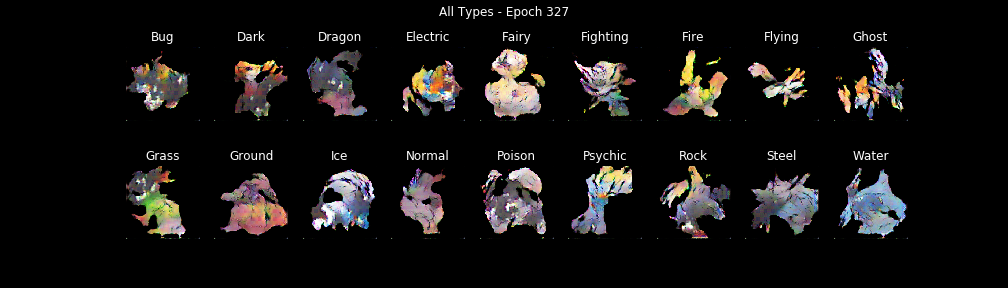 All Types - Epoch 327
Bug Dark Dragon Electric Fairy Fighting Fire Flying Ghost
Grass Ground Ice Normal Poison Psychic Rock Steel Water